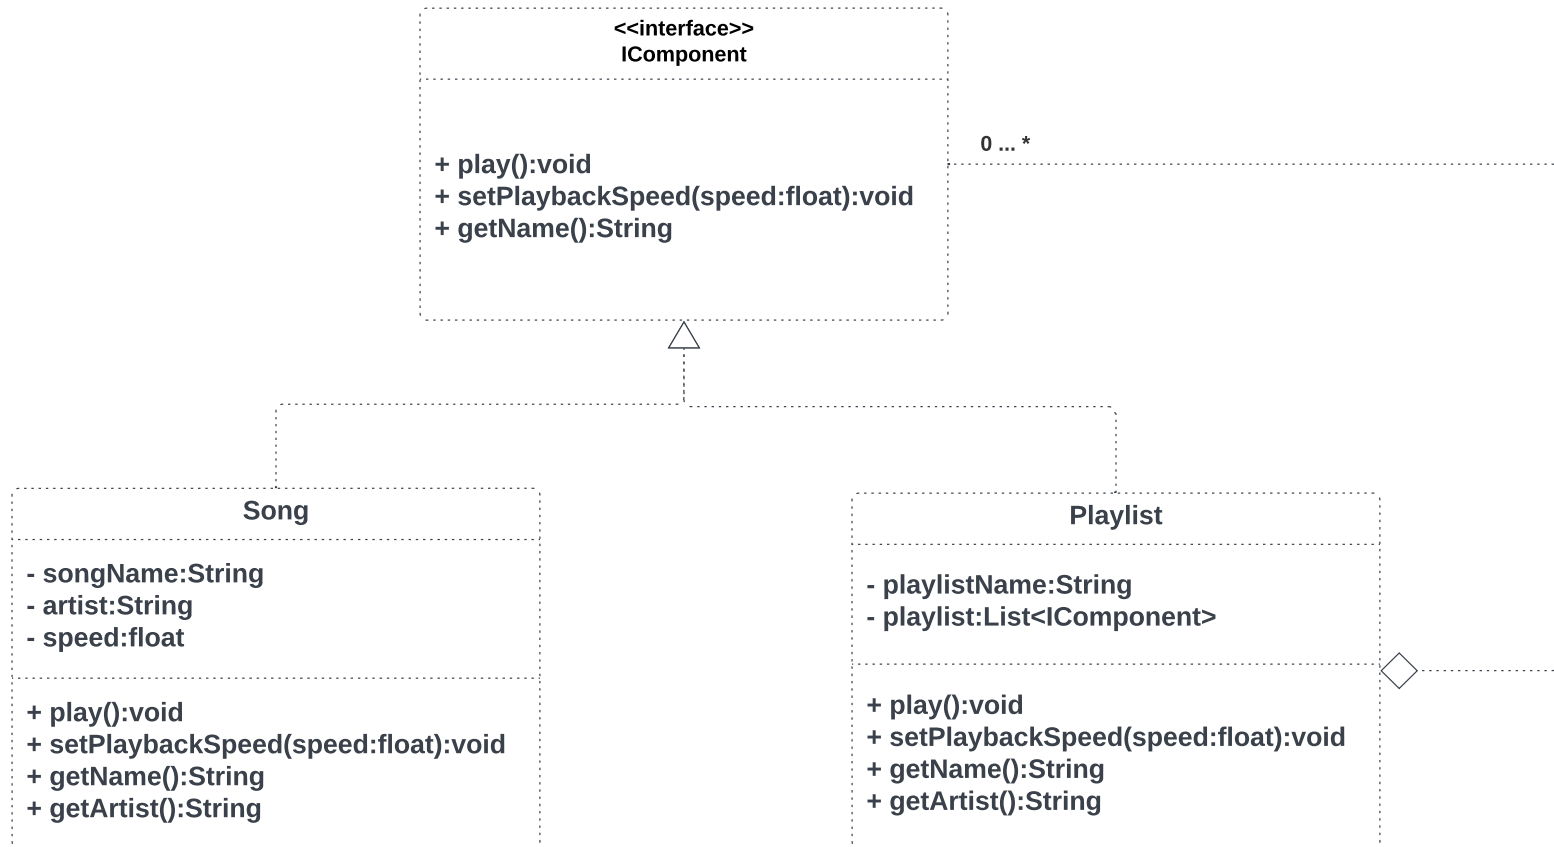 <<interface>>
IComponent
+ play():void
+ setPlaybackSpeed(speed:float):void
+ getName():String
0 ... *
Song
- songName:String
- artist:String
- speed:float
+ play():void
+ setPlaybackSpeed(speed:float):void
+ getName():String
+ getArtist():String
Playlist
- playlistName:String
- playlist:List<IComponent>
+ play():void
+ setPlaybackSpeed(speed:float):void
+ getName():String
+ getArtist():String